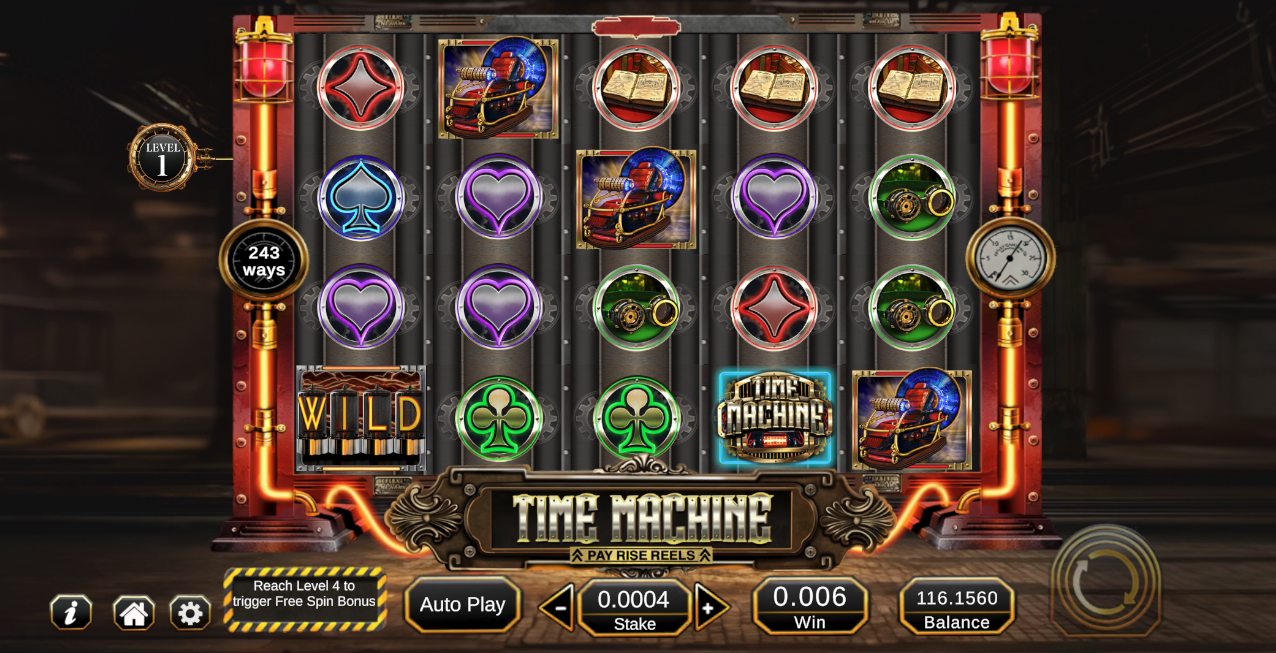 LEVEL
1
243
ways
WILD
TIME
MACHINE
TIME MACHINE
PAY RISE REELS
Reach Level 4 to
trigger Free Spin Bonus
i
Auto Play
-
0.0004
Stake
+
0.006
Win
116.1560
Balance